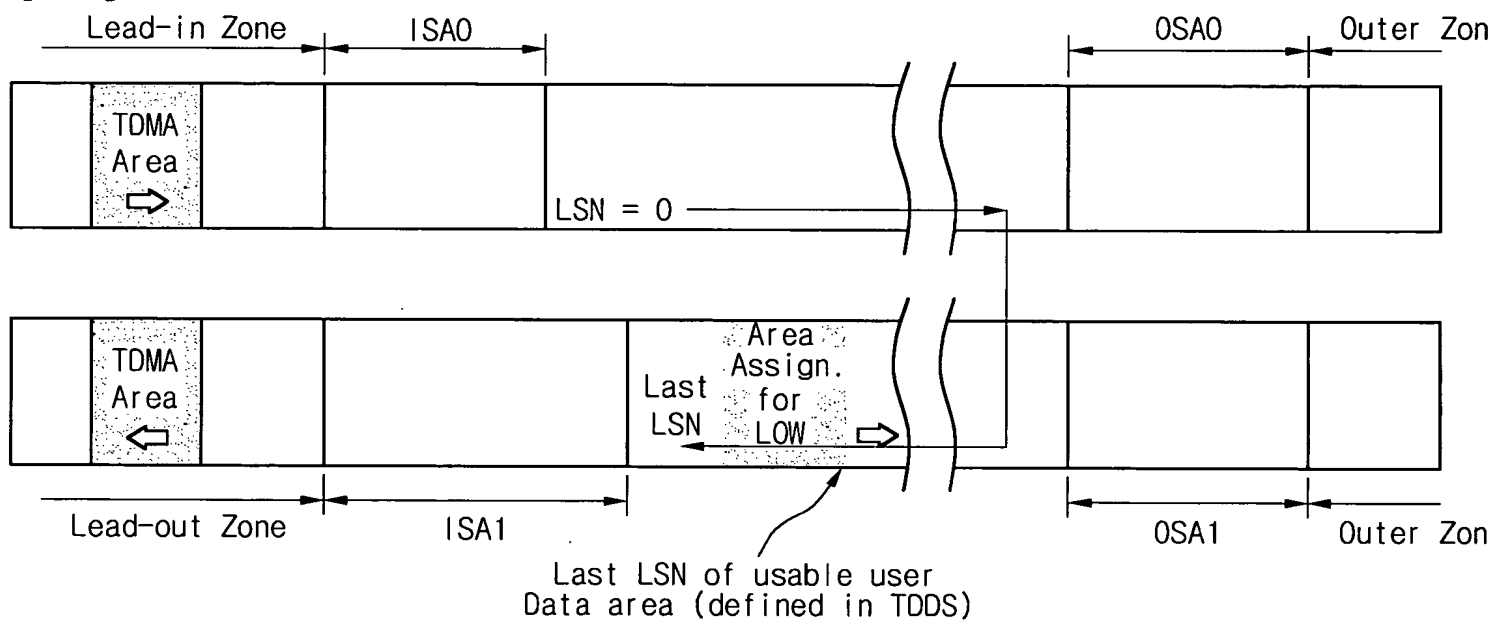 Lead-in Zone
ISA0
OSA0
Outer Zon
TDMA
Area
LSN = 0
TDMA
Area
Last
LSN
Area
Assign.
for
LOW
Lead-out Zone
ISA1
OSA1
Outer Zon
Last LSN of usable user
Data area (defined in TDDS)